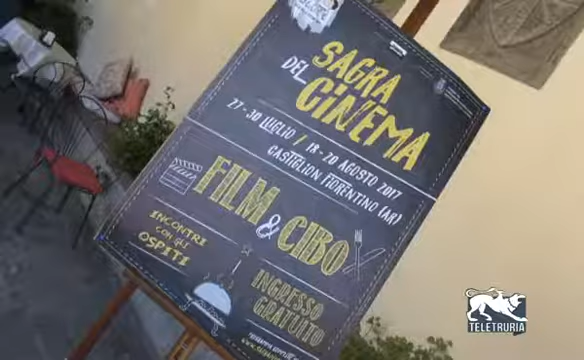 SAGRA
DEL CINEMA
27 - 30 LUGLIO / 18 - 20 AGOSTO 2017
CASTIGLION FIORENTINO (AR)
FILM & CIBO
INCONTRI
CON GLI
OSPITI
INGRESSO
GRATUITO
TELETRURIA